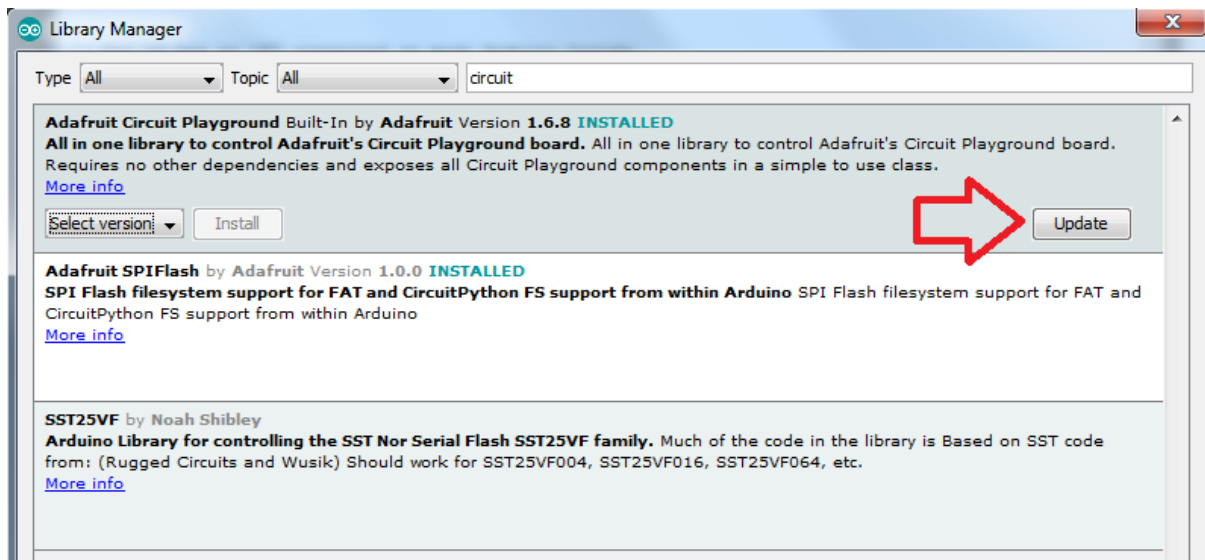 Library Manager
Type All Topic All circuit
Adafruit Circuit Playground Built-In by Adafruit Version 1.6.8 INSTALLED
All in one library to control Adafruit's Circuit Playground board. All in one library to control Adafruit's Circuit Playground board.
Requires no other dependencies and exposes all Circuit Playground components in a simple to use class.
More info
Select version Install Update
Adafruit SPIFlash by Adafruit Version 1.0.0 INSTALLED
SPI Flash filesystem support for FAT and CircuitPython FS support from within Arduino SPI Flash filesystem support for FAT and
CircuitPython FS support from within Arduino
More info
SST25VF by Noah Shibley
Arduino Library for controlling the SST Nor Serial Flash SST25VF family. Much of the code in the library is Based on SST code
from: (Rugged Circuits and Wusik) Should work for SST25VF004, SST25VF016, SST25VF064, etc.
More info